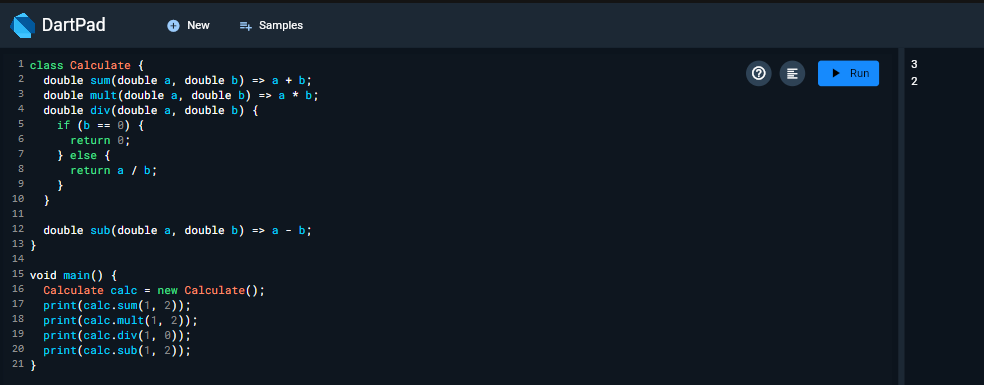 DartPad
New
Samples
1 class Calculate {
2   double sum(double a, double b) => a + b;
3   double mult(double a, double b) => a * b;
4   double div(double a, double b) {
5     if (b == 0) {
6       return 0;
7     } else {
8       return a / b;
9     }
10   }
11
12   double sub(double a, double b) => a - b;
13 }
14
15 void main() {
16   Calculate calc = new Calculate();
17   print(calc.sum(1, 2));
18   print(calc.mult(1, 2));
19   print(calc.div(1, 0));
20   print(calc.sub(1, 2));
21 }
Run
3
2